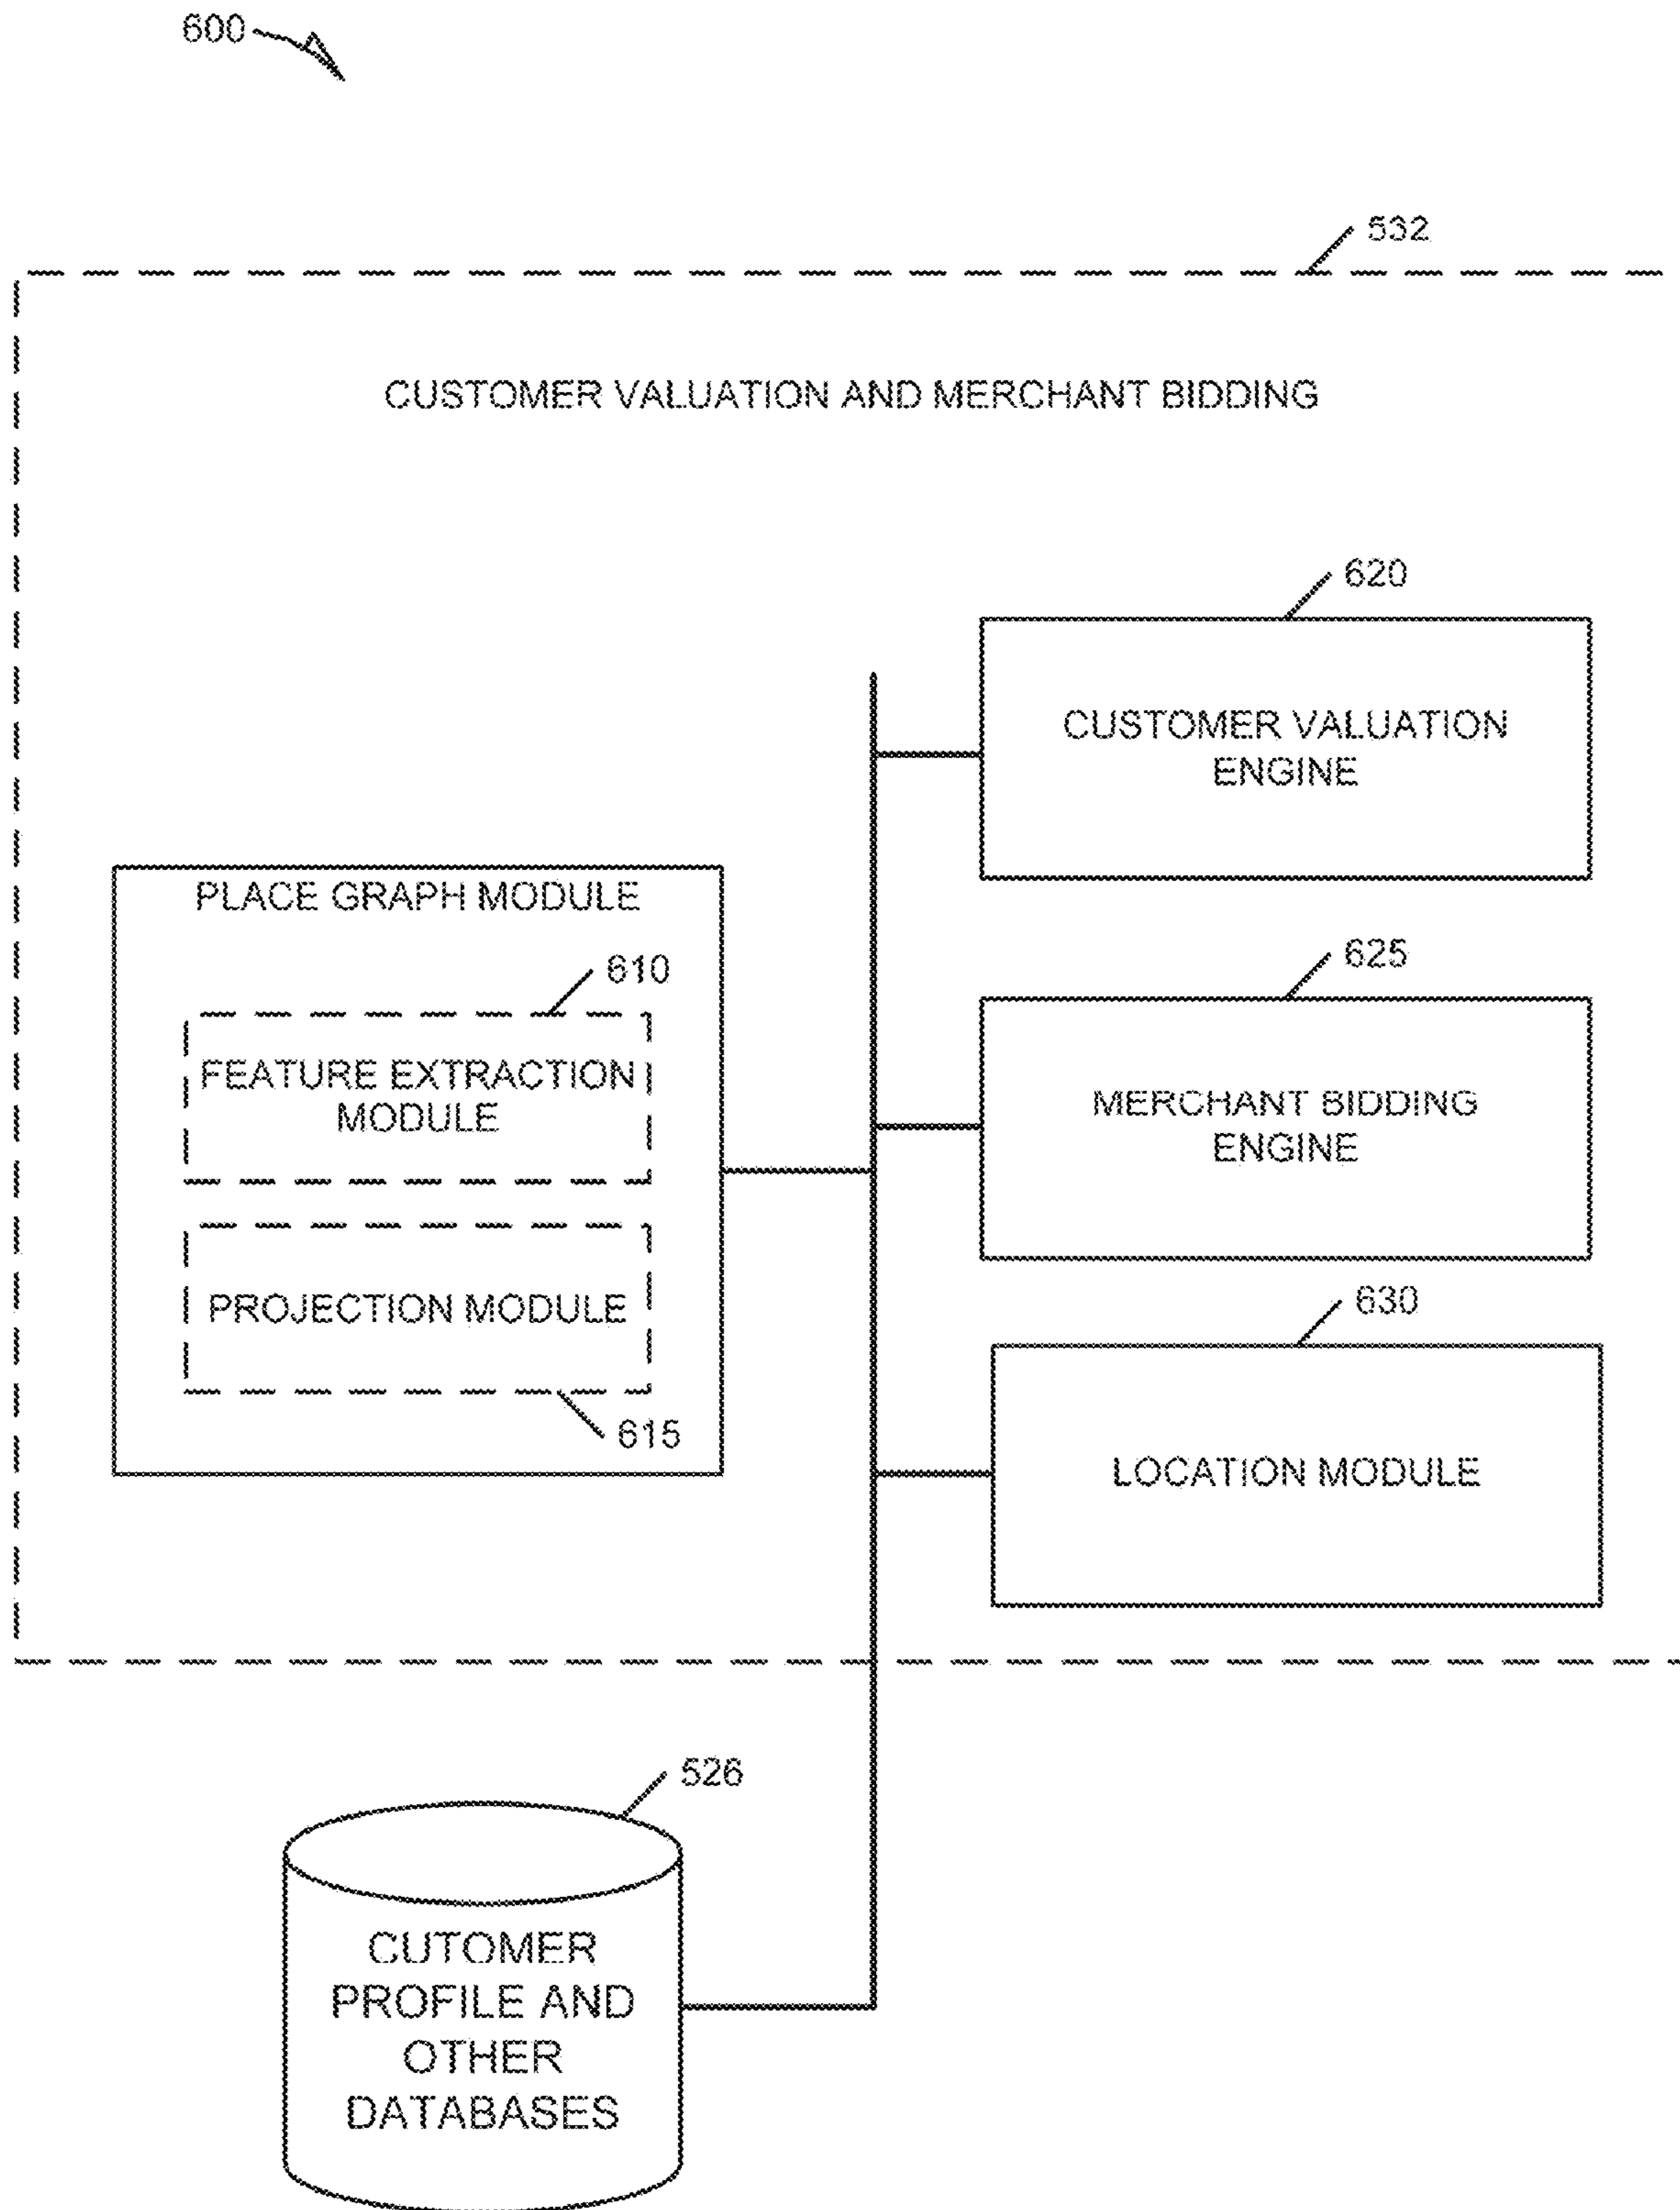 600
532
CUSTOMER VALUATION AND MERCHANT BIDDING
620
CUSTOMER VALUATION
ENGINE
PLACE GRAPH MODULE
610
FEATURE EXTRACTION
MODULE
625
MERCHANT BIDDING
ENGINE
PROJECTION MODULE
615
630
LOCATION MODULE
526
CUTOMER
PROFILE AND
OTHER
DATABASES